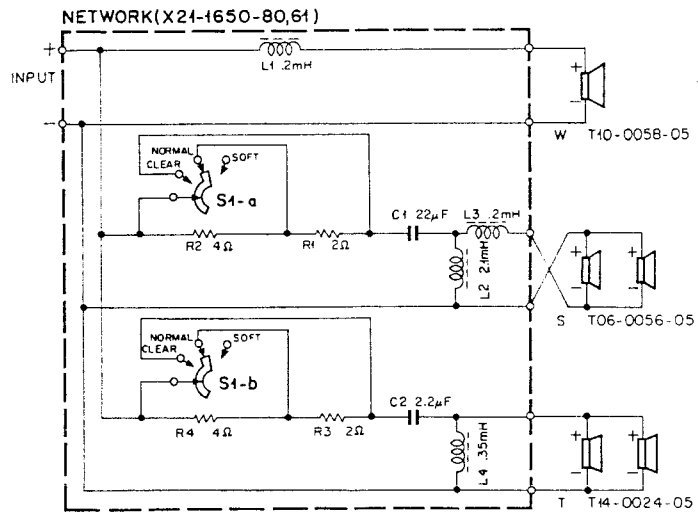 NETWORK(X21-1650-80,61)
+
INPUT
−
L1 .2mH
+
−
W T10-0058-05
NORMAL
CLEAR
SOFT
S1-a
R2 4Ω
R1 2Ω
C1 22μF
L3 .2mH
L2 2.1mH
+
−
+
−
S T06-0056-05
NORMAL
CLEAR
SOFT
S1-b
R4 4Ω
R3 2Ω
C2 2.2μF
L4 .35mH
+
−
+
−
T T14-0024-05